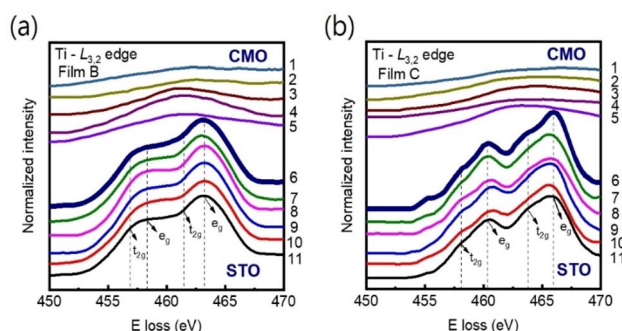 (a)
Ti - L3,2 edge
Film B
CMO
1
2
3
4
5
6
7
8
9
10
11
t2g
eg
t2g
eg
STO
Normalized intensity
450
455
460
465
470
E loss (eV)
(b)
Ti - L3,2 edge
Film C
CMO
1
2
3
4
5
6
7
8
9
10
11
t2g
eg
t2g
eg
STO
Normalized intensity
450
455
460
465
470
E loss (eV)